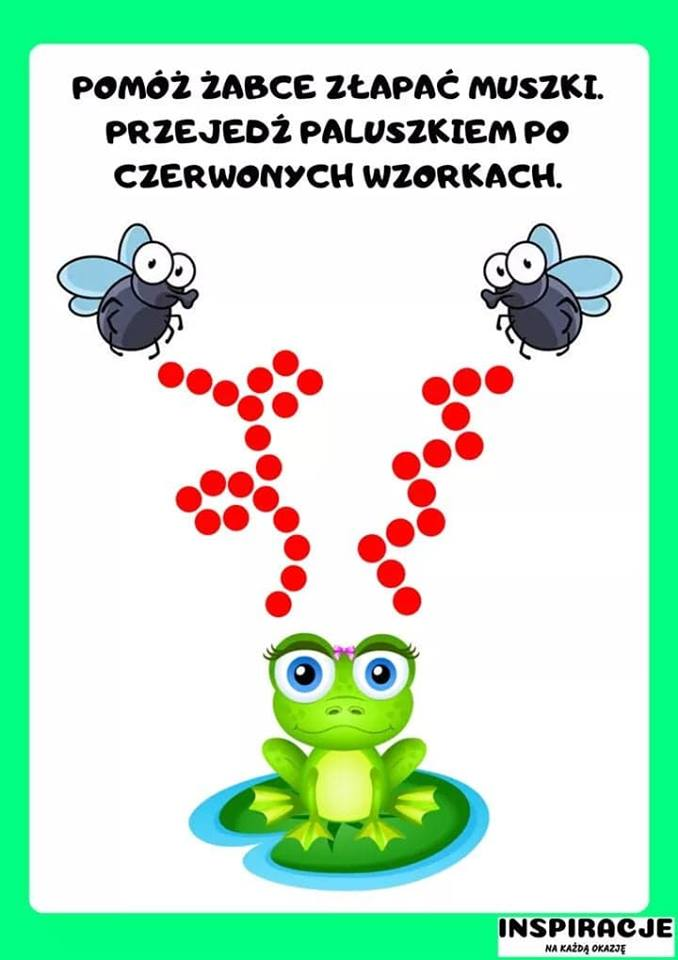 POMÓŻ ŻABCE ZŁAPAĆ MUSZKI.
PRZEJEDŹ PALUSZKIEM PO
CZERWONYCH WZORKACH.
INSPIRACJE
NA KAŻDĄ OKAZJĘ